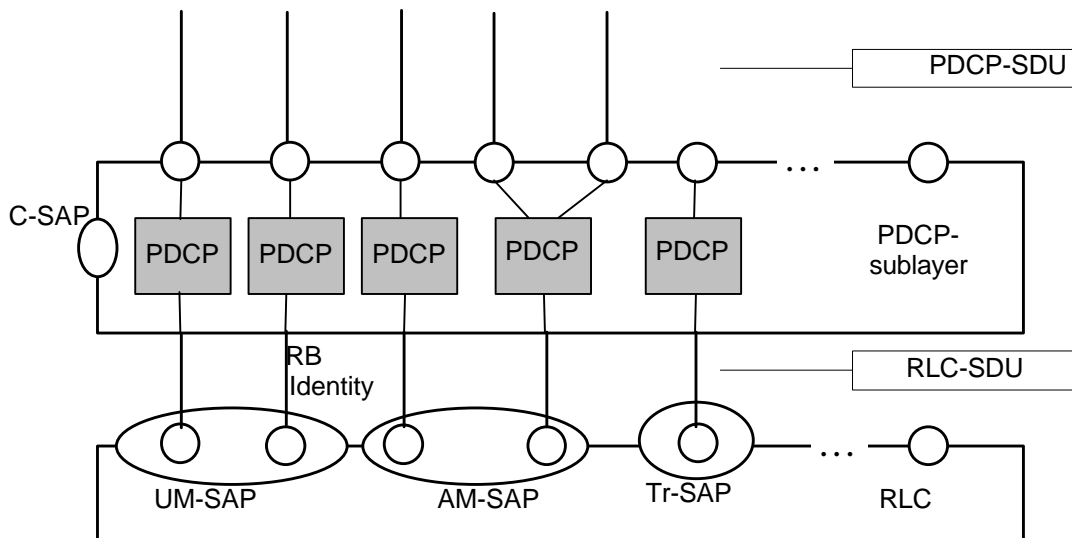 PDCP-SDU
...
C-SAP
PDCP PDCP PDCP PDCP PDCP
PDCP-
sublayer
RB
Identity
RLC-SDU
...
UM-SAP AM-SAP Tr-SAP RLC